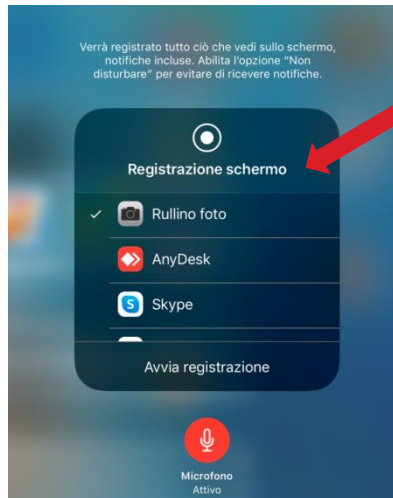 Verrà registrato tutto ciò che vedi sullo schermo,
notifiche incluse. Abilita l'opzione "Non
disturbare" per evitare di ricevere notifiche.
Registrazione schermo
Rullino foto
AnyDesk
Skype
Avvia registrazione
Microfono
Attivo